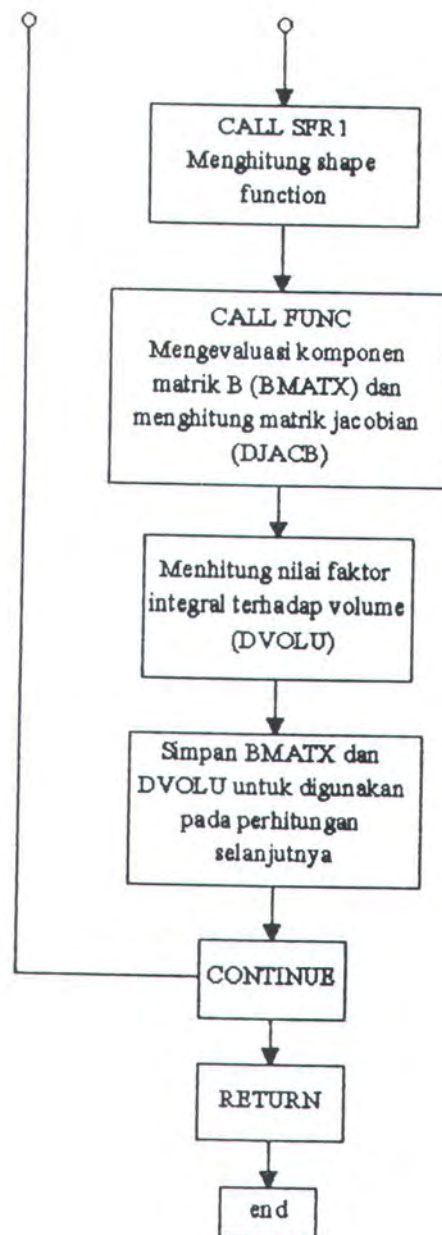 CALL SFR1
Menghitung shape
function
CALL FUNC
Mengevaluasi komponen
matrik B (BMATX) dan
menghitung matrik jacobian
(DJACB)
Menhitung nilai faktor
integral terhadap volume
(DVOLU)
Simpan BMATX dan
DVOLU untuk digunakan
pada perhitungan
selanjutnya
CONTINUE
RETURN
end